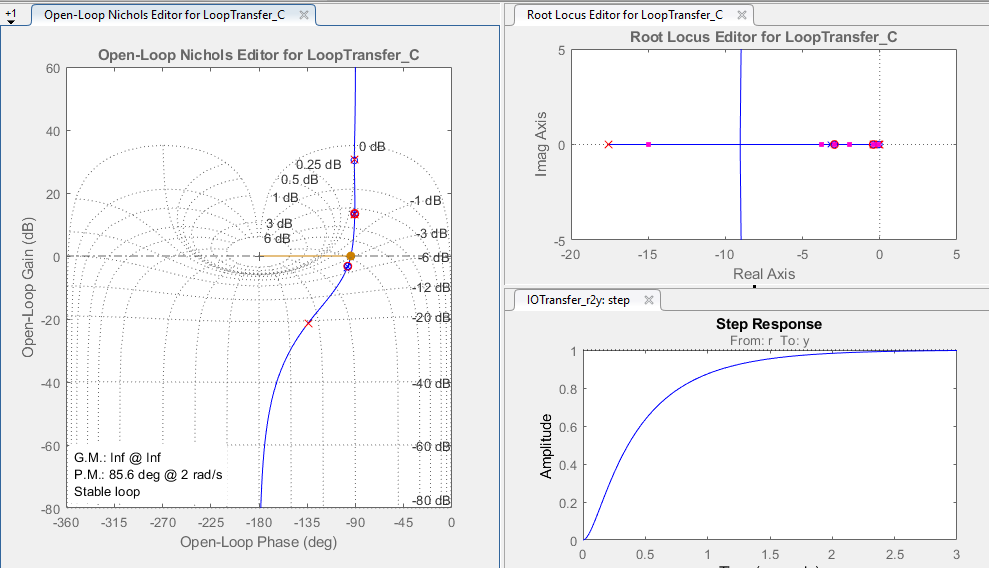 +1
Open-Loop Nichols Editor for LoopTransfer_C
Open-Loop Nichols Editor for LoopTransfer_C
Open-Loop Gain (dB)
60
40
20
0
-20
-40
-60
-80
0 dB
0.25 dB
0.5 dB
1 dB
3 dB
6 dB
-1 dB
-3 dB
-6 dB
-12 dB
-20 dB
-40 dB
-60 dB
-80 dB
G.M.: Inf @ Inf
P.M.: 85.6 deg @ 2 rad/s
Stable loop
-360 -315 -270 -225 -180 -135 -90 -45 0
Open-Loop Phase (deg)
Root Locus Editor for LoopTransfer_C
Root Locus Editor for LoopTransfer_C
Imag Axis
5
0
-5
-20 -15 -10 -5 0 5
Real Axis
IOTransfer_r2y: step
Step Response
From: r To: y
Amplitude
1
0.8
0.6
0.4
0.2
0
0 0.5 1 1.5 2 2.5 3